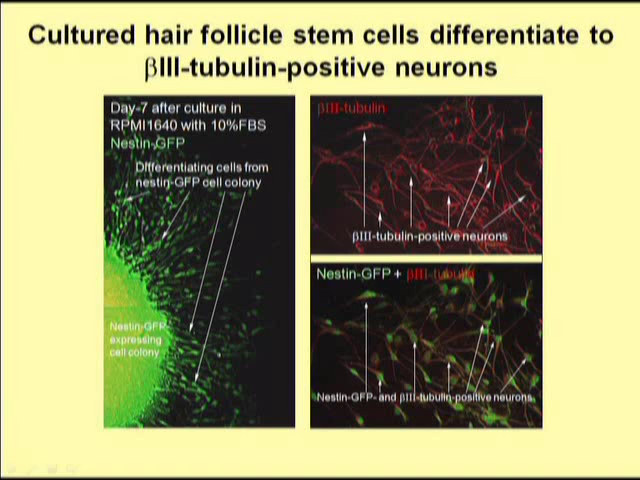 Cultured hair follicle stem cells differentiate to
βIII-tubulin-positive neurons
Day-7 after culture in
RPMI1640 with 10%FBS
Nestin-GFP
Differentiating cells from
nestin-GFP cell colony
Nestin-GFP
expressing
cell colony
βIII-tubulin
βIII-tubulin-positive neurons
Nestin-GFP + βIII-tubulin
Nestin-GFP- and βIII-tubulin-positive neurons